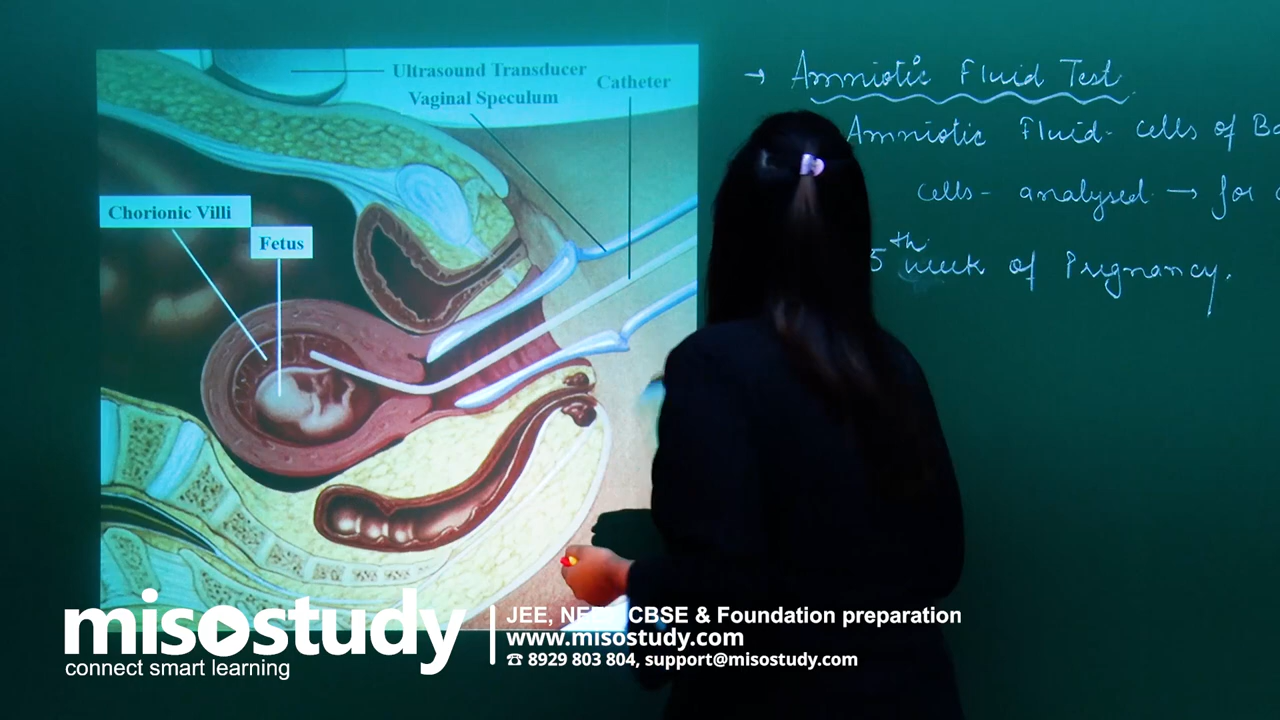 Ultrasound Transducer
Vaginal Speculum
Catheter
Chorionic Villi
Fetus
→ Amniotic Fluid Test
Amniotic Fluid - cells of
cells - analysed → for
5th week of Pregnancy.
misostudy
connect smart learning
JEE, NEET, CBSE & Foundation preparation
www.misostudy.com
☎ 8929 803 804, support@misostudy.com